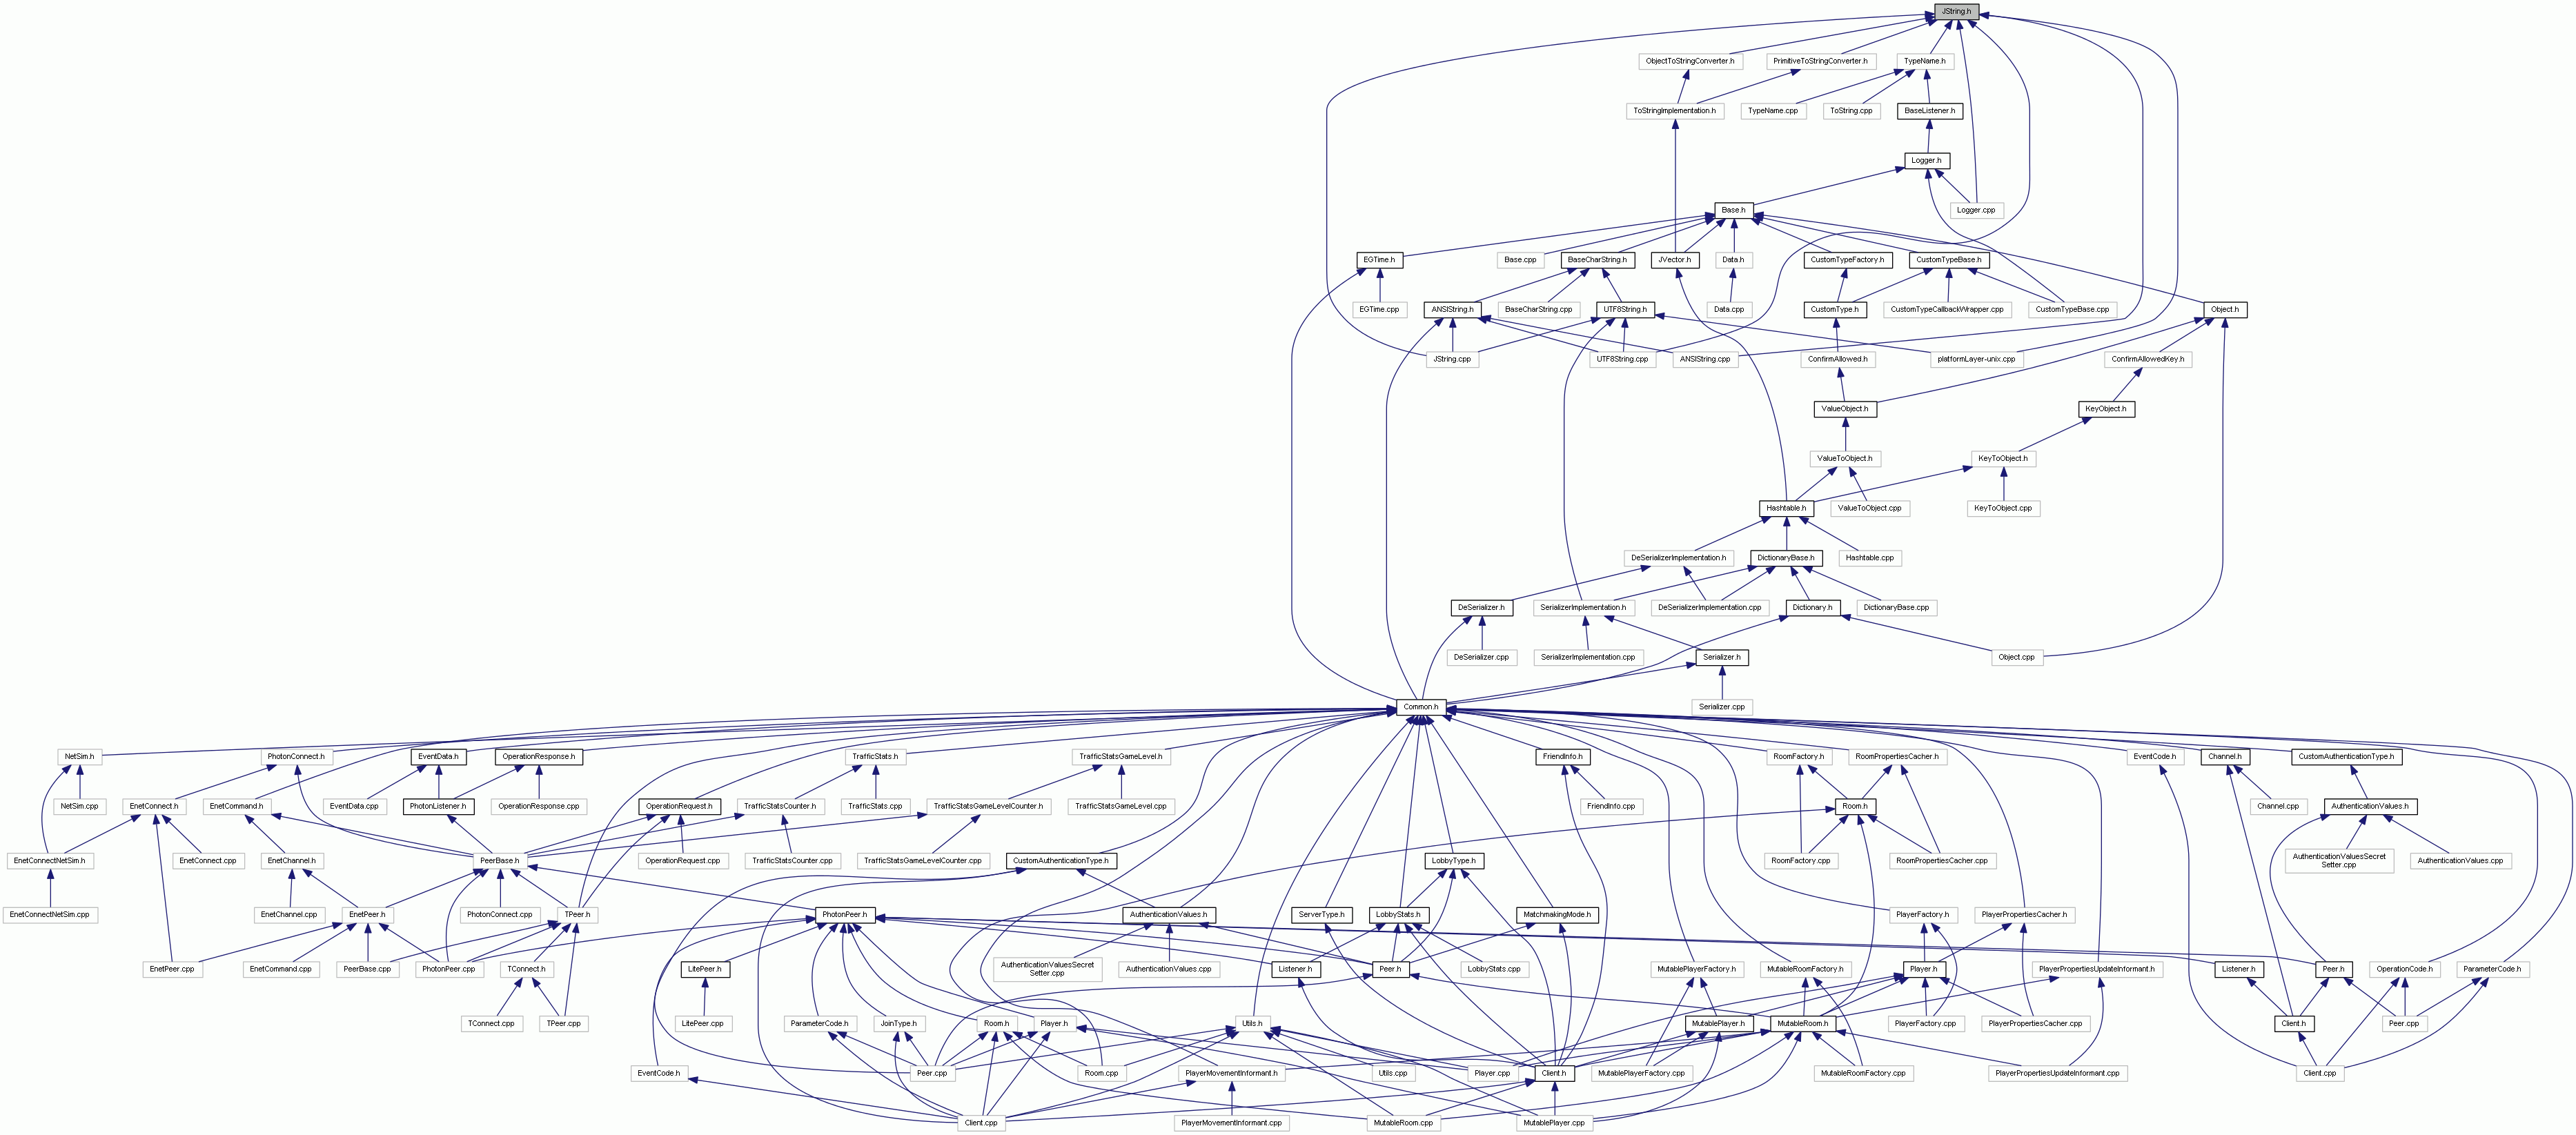 JString.h
ObjectToStringConverter.h
PrimitiveToStringConverter.h
TypeName.h
ToStringImplementation.h
TypeName.cpp
ToString.cpp
BaseListener.h
Logger.h
Base.h
Logger.cpp
EGTime.h
Base.cpp
BaseCharString.h
JVector.h
Data.h
CustomTypeFactory.h
CustomTypeBase.h
EGTime.cpp
ANSIString.h
BaseCharString.cpp
UTF8String.h
Data.cpp
CustomType.h
CustomTypeCallbackWrapper.cpp
CustomTypeBase.cpp
Object.h
JString.cpp
UTF8String.cpp
ANSIString.cpp
ConfirmAllowed.h
platformLayer-unix.cpp
ConfirmAllowedKey.h
ValueObject.h
KeyObject.h
ValueToObject.h
KeyToObject.h
Hashtable.h
ValueToObject.cpp
KeyToObject.cpp
DeSerializerImplementation.h
DictionaryBase.h
Hashtable.cpp
DeSerializer.h
SerializerImplementation.h
DeSerializerImplementation.cpp
Dictionary.h
DictionaryBase.cpp
DeSerializer.cpp
SerializerImplementation.cpp
Serializer.h
Object.cpp
Common.h
Serializer.cpp
NetSim.h
PhotonConnect.h
EventData.h
OperationResponse.h
TrafficStats.h
TrafficStatsGameLevel.h
FriendInfo.h
RoomFactory.h
RoomPropertiesCacher.h
EventCode.h
Channel.h
CustomAuthenticationType.h
NetSim.cpp
EnetConnect.h
EnetCommand.h
EventData.cpp
PhotonListener.h
OperationResponse.cpp
OperationRequest.h
TrafficStatsCounter.h
TrafficStats.cpp
TrafficStatsGameLevelCounter.h
TrafficStatsGameLevel.cpp
FriendInfo.cpp
Room.h
Channel.cpp
AuthenticationValues.h
EnetConnectNetSim.h
EnetConnect.cpp
EnetChannel.h
PeerBase.h
OperationRequest.cpp
TrafficStatsCounter.cpp
TrafficStatsGameLevelCounter.cpp
CustomAuthenticationType.h
LobbyType.h
RoomFactory.cpp
RoomPropertiesCacher.cpp
AuthenticationValuesSecret
Setter.cpp
AuthenticationValues.cpp
EnetConnectNetSim.cpp
EnetChannel.cpp
EnetPeer.h
PhotonConnect.cpp
TPeer.h
PhotonPeer.h
AuthenticationValues.h
ServerType.h
LobbyStats.h
MatchmakingMode.h
PlayerFactory.h
PlayerPropertiesCacher.h
EnetPeer.cpp
EnetCommand.cpp
PeerBase.cpp
PhotonPeer.cpp
TConnect.h
LitePeer.h
AuthenticationValuesSecret
Setter.cpp
AuthenticationValues.cpp
Listener.h
Peer.h
LobbyStats.cpp
MutablePlayerFactory.h
MutableRoomFactory.h
Player.h
PlayerPropertiesUpdateInformant.h
Listener.h
Peer.h
OperationCode.h
ParameterCode.h
TConnect.cpp
TPeer.cpp
LitePeer.cpp
ParameterCode.h
JoinType.h
Room.h
Player.h
Utils.h
MutablePlayer.h
MutableRoom.h
PlayerFactory.cpp
PlayerPropertiesCacher.cpp
Client.h
Peer.cpp
EventCode.h
Peer.cpp
Room.cpp
PlayerMovementInformant.h
Utils.cpp
Player.cpp
Client.h
MutablePlayerFactory.cpp
MutableRoomFactory.cpp
PlayerPropertiesUpdateInformant.cpp
Client.cpp
Client.cpp
PlayerMovementInformant.cpp
MutableRoom.cpp
MutablePlayer.cpp